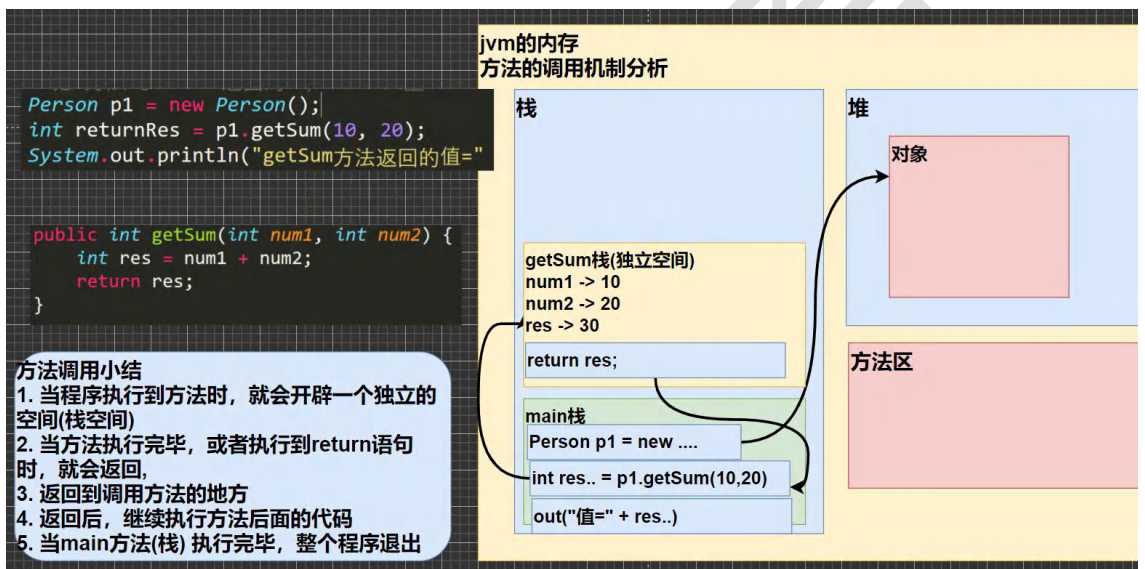 Person p1 = new Person();
int returnRes = p1.getSum(10, 20);
System.out.println("getSum方法返回的值="
public int getSum(int num1, int num2) {
int res = num1 + num2;
return res;
}
方法调用小结
1. 当程序执行到方法时，就会开辟一个独立的
空间(栈空间)
2. 当方法执行完毕，或者执行到return语句
时，就会返回,
3. 返回到调用方法的地方
4. 返回后，继续执行方法后面的代码
5. 当main方法(栈) 执行完毕，整个程序退出
jvm的内存
方法的调用机制分析
栈
getSum栈(独立空间)
num1 -> 10
num2 -> 20
res -> 30
return res;
main栈
Person p1 = new ....
int res.. = p1.getSum(10,20)
out("值=" + res..)
堆
对象
方法区